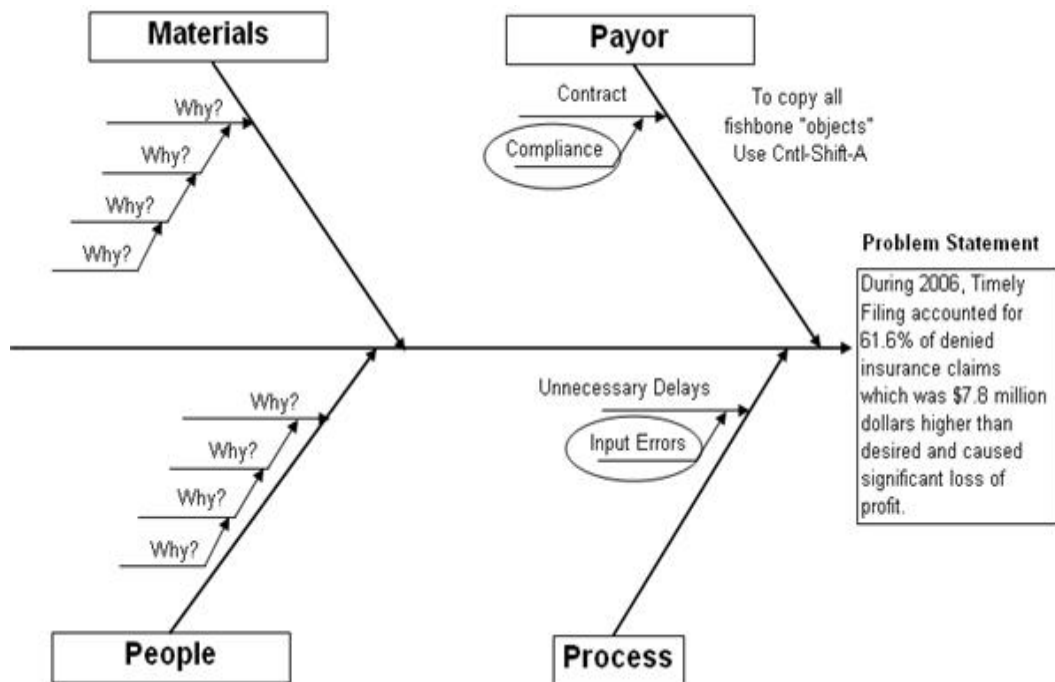 Materials
Payor
Why?
Why?
Why?
Why?
Contract
Compliance
To copy all
fishbone "objects"
Use Cntl-Shift-A
Problem Statement
During 2006, Timely
Filing accounted for
61.6% of denied
insurance claims
which was $7.8 million
dollars higher than
desired and caused
significant loss of
profit.
Why?
Why?
Why?
Why?
Unnecessary Delays
Input Errors
People
Process